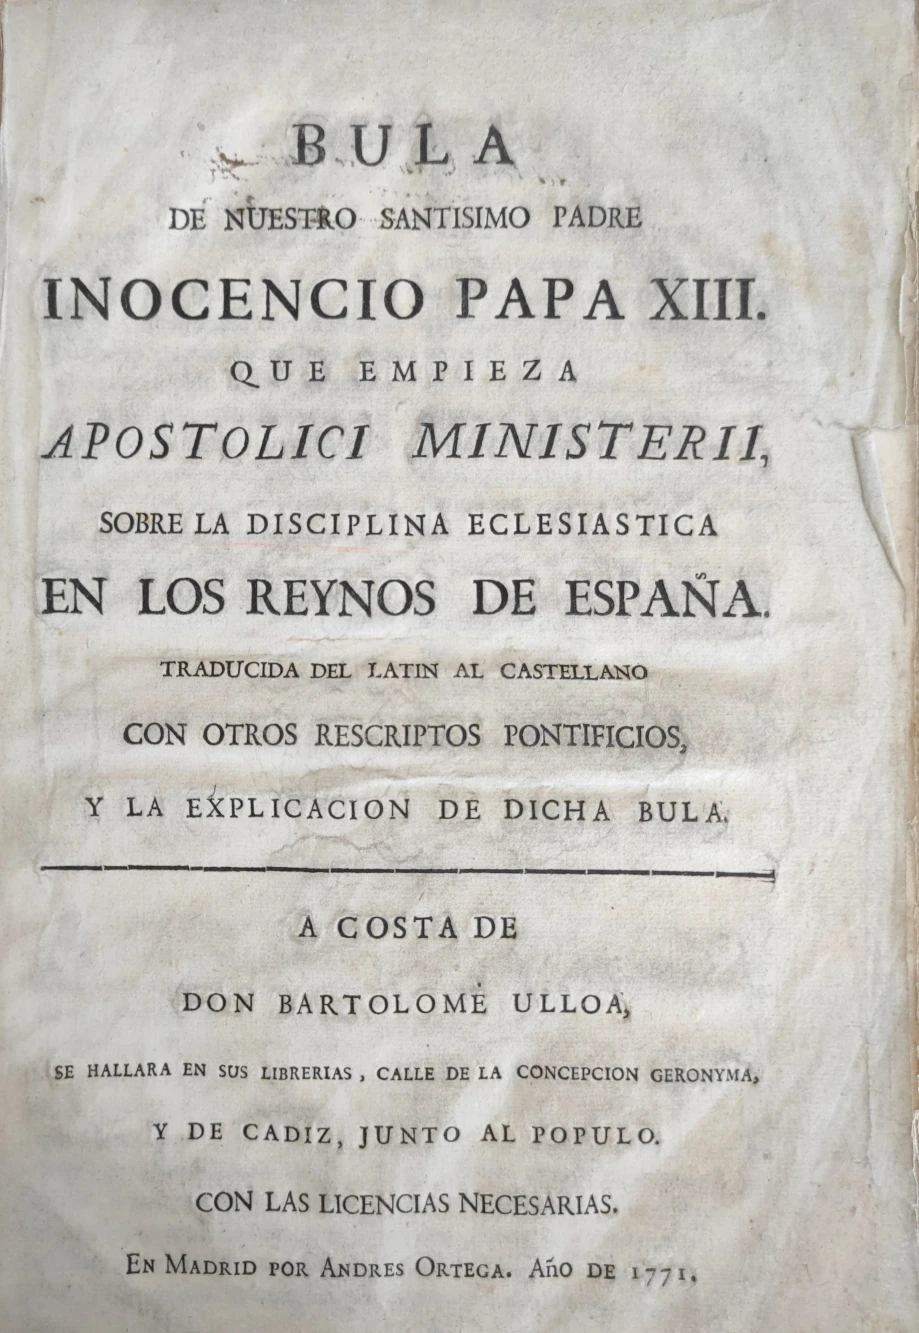 BULA
DE NUESTRO SANTISIMO PADRE
INOCENCIO PAPA XIII.
QUE EMPIEZA
APOSTOLICI MINISTERII,
SOBRE LA DISCIPLINA ECLESIASTICA
EN LOS REYNOS DE ESPAÑA.
TRADUCIDA DEL LATIN AL CASTELLANO
CON OTROS RESCRIPTOS PONTIFICIOS,
Y LA EXPLICACION DE DICHA BULA.
A COSTA DE
DON BARTOLOMÉ ULLOA,
SE HALLARA EN SUS LIBRERIAS, CALLE DE LA CONCEPCION GERONYMA,
Y DE CADIZ, JUNTO AL POPULO.
CON LAS LICENCIAS NECESARIAS.
EN MADRID POR ANDRES ORTEGA. AñO DE 1771.